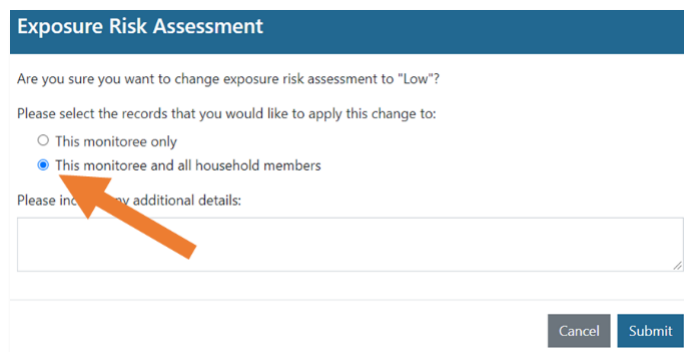 Exposure Risk Assessment
Are you sure you want to change exposure risk assessment to "Low"?
Please select the records that you would like to apply this change to:
This monitoree only
This monitoree and all household members
Please additional details:
Cancel
Submit